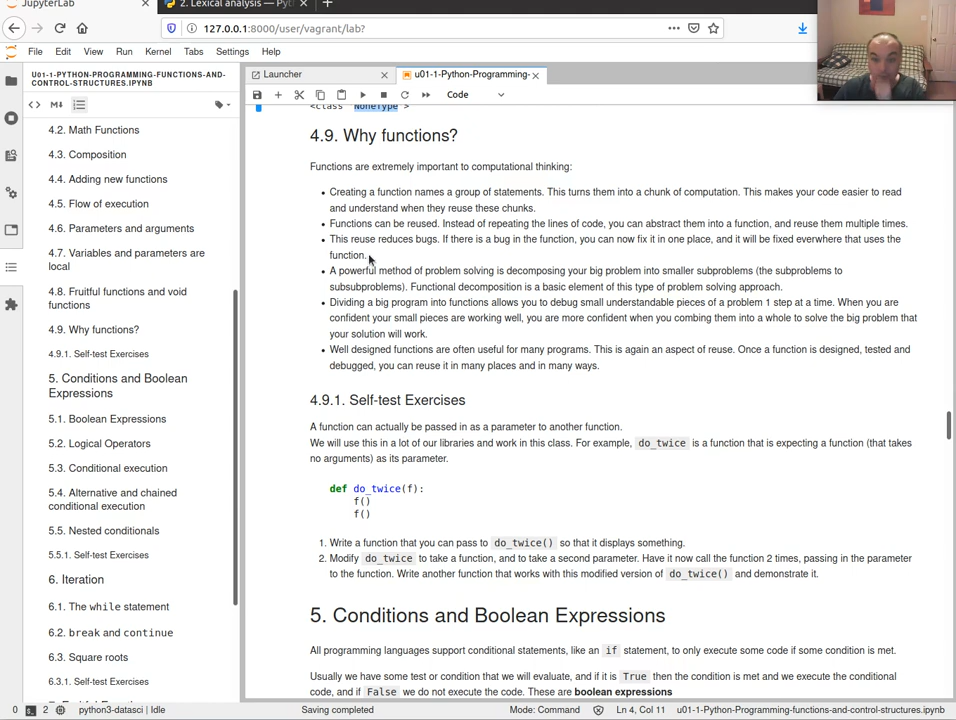 JupyterLab
2. Lexical analysis — Pyth
127.0.0.1:8000/user/vagrant/lab?
File Edit View Run Kernel Tabs Settings Help
U01-1-PYTHON-PROGRAMMING-FUNCTIONS-AND-CONTROL-STRUCTURES.IPYNB
Launcher
u01-1-Python-Programming-
Code
4.2. Math Functions
4.3. Composition
4.4. Adding new functions
4.5. Flow of execution
4.6. Parameters and arguments
4.7. Variables and parameters are
local
4.8. Fruitful functions and void
functions
4.9. Why functions?
4.9.1. Self-test Exercises
5. Conditions and Boolean
Expressions
5.1. Boolean Expressions
5.2. Logical Operators
5.3. Conditional execution
5.4. Alternative and chained
conditional execution
5.5. Nested conditionals
5.5.1. Self-test Exercises
6. Iteration
6.1. The while statement
6.2. break and continue
6.3. Square roots
6.3.1. Self-test Exercises
<class 'NoneType'>
4.9. Why functions?
Functions are extremely important to computational thinking:
• Creating a function names a group of statements. This turns them into a chunk of computation. This makes your code easier to read
and understand when they reuse these chunks.
• Functions can be reused. Instead of repeating the lines of code, you can abstract them into a function, and reuse them multiple times.
• This reuse reduces bugs. If there is a bug in the function, you can now fix it in one place, and it will be fixed everwhere that uses the
function.
• A powerful method of problem solving is decomposing your big problem into smaller subproblems (the subproblems to
subsubproblems). Functional decomposition is a basic element of this type of problem solving approach.
• Dividing a big program into functions allows you to debug small understandable pieces of a problem 1 step at a time. When you are
confident your small pieces are working well, you are more confident when you combing them into a whole to solve the big problem that
your solution will work.
• Well designed functions are often useful for many programs. This is again an aspect of reuse. Once a function is designed, tested and
debugged, you can reuse it in many places and in many ways.
4.9.1. Self-test Exercises
A function can actually be passed in as a parameter to another function.
We will use this in a lot of our libraries and work in this class. For example, do_twice is a function that is expecting a function (that takes
no arguments) as its parameter.
def do_twice(f):
f()
f()
1. Write a function that you can pass to do_twice() so that it displays something.
2. Modify do_twice to take a function, and to take a second parameter. Have it now call the function 2 times, passing in the parameter
to the function. Write another function that works with this modified version of do_twice() and demonstrate it.
5. Conditions and Boolean Expressions
All programming languages support conditional statements, like an if statement, to only execute some code if some condition is met.
Usually we have some test or condition that we will evaluate, and if it is True then the condition is met and we execute the conditional
code, and if False we do not execute the code. These are boolean expressions
0 2 python3-datasci | Idle Saving completed Mode: Command Ln 4, Col 11 u01-1-Python-Programming-functions-and-control-structures.ipynb